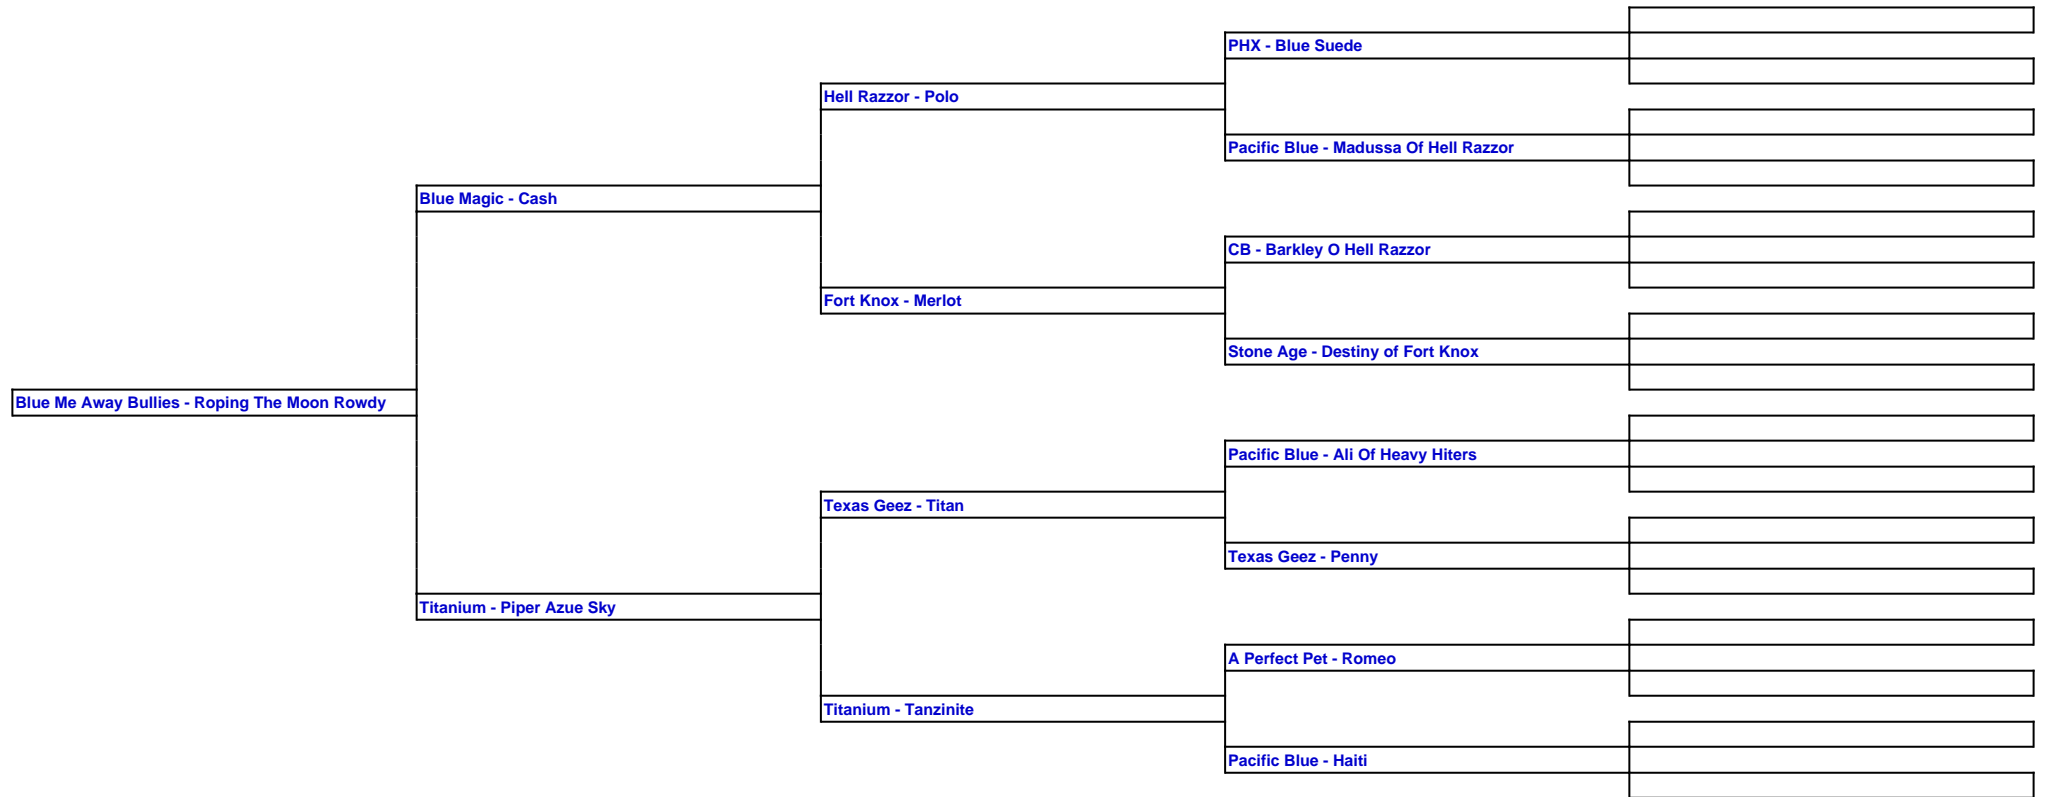 PHX - Blue Suede
Hell Razzor - Polo
Pacific Blue - Madussa Of Hell Razzor
Blue Magic - Cash
CB - Barkley O Hell Razzor
Fort Knox - Merlot
Stone Age - Destiny of Fort Knox
Blue Me Away Bullies - Roping The Moon Rowdy
Pacific Blue - Ali Of Heavy Hiters
Texas Geez - Titan
Texas Geez - Penny
Titanium - Piper Azue Sky
A Perfect Pet - Romeo
Titanium - Tanzinite
Pacific Blue - Haiti